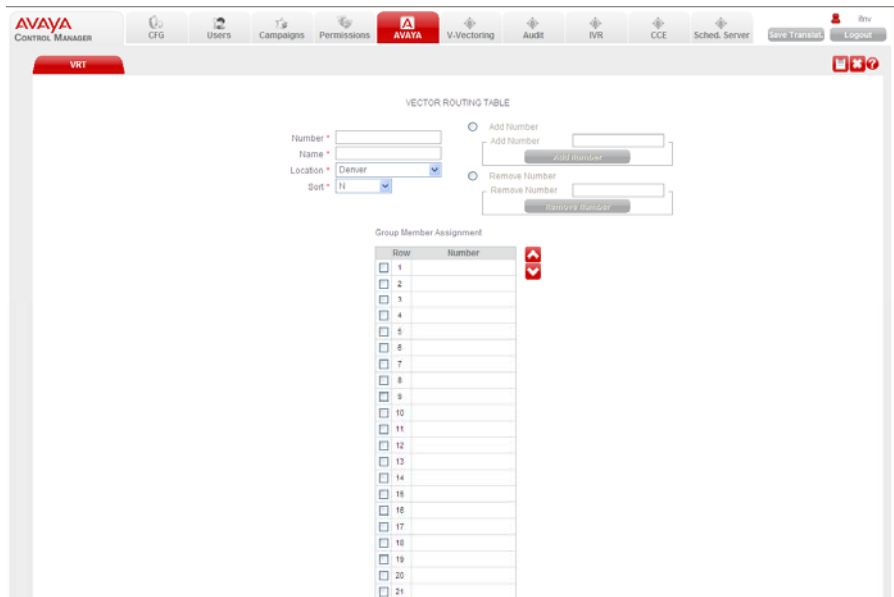 AVAYA
CONTROL MANAGER
CFG
Users
Campaigns
Permissions
AVAYA
V-Vectoring
Audit
IVR
CCE
Sched. Server
Save Translat.
Logout
VRT
VECTOR ROUTING TABLE
Number *
Name *
Location * Denver
Sort * N
Add Number
Add Number
Add Number
Remove Number
Remove Number
Remove Number
Group Member Assignment
Row Number
1
2
3
4
5
6
7
8
9
10
11
12
13
14
15
16
17
18
19
20
21